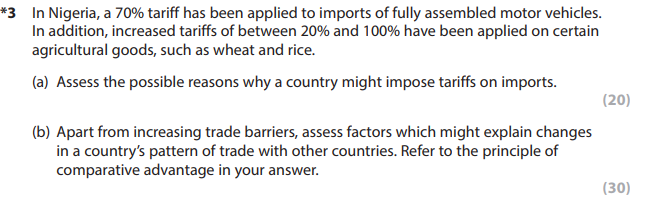 *3 In Nigeria, a 70% tariff has been applied to imports of fully assembled motor vehicles.
In addition, increased tariffs of between 20% and 100% have been applied on certain
agricultural goods, such as wheat and rice.
(a) Assess the possible reasons why a country might impose tariffs on imports.
(20)
(b) Apart from increasing trade barriers, assess factors which might explain changes
in a country’s pattern of trade with other countries. Refer to the principle of
comparative advantage in your answer.
(30)